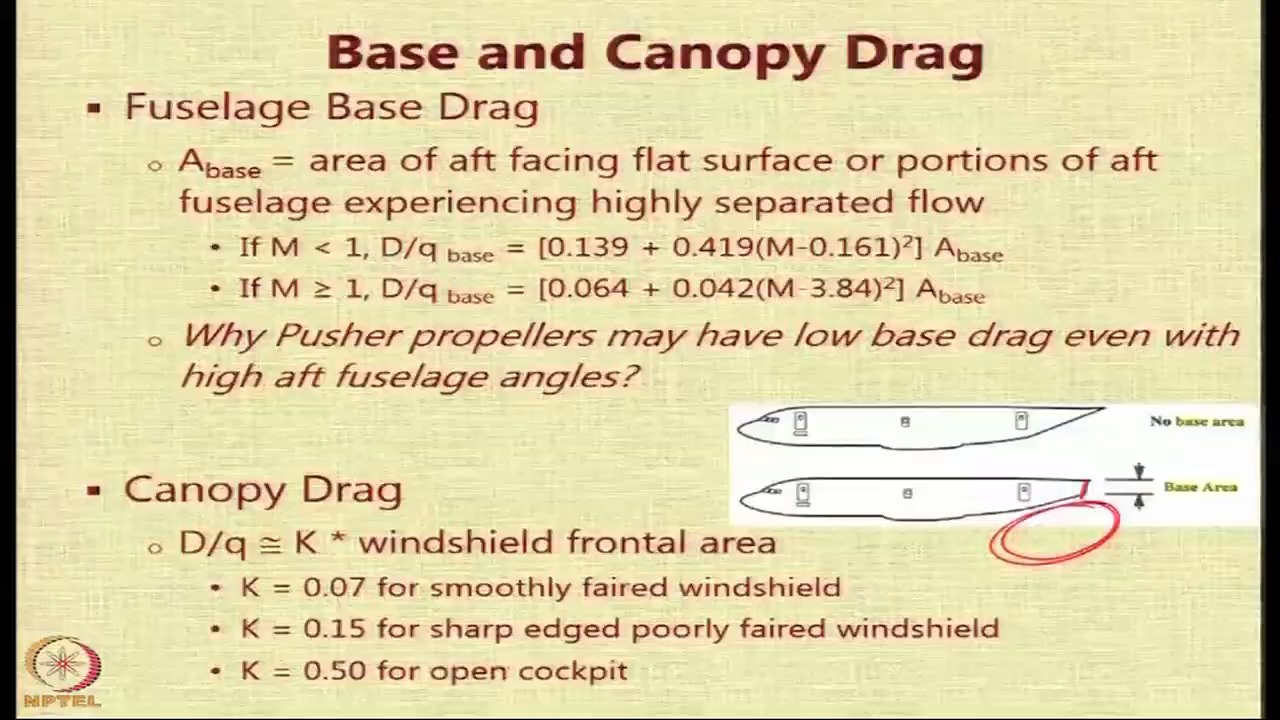 Base and Canopy Drag
▪ Fuselage Base Drag
○ A_base = area of aft facing flat surface or portions of aft
fuselage experiencing highly separated flow
• If M < 1, D/q base = [0.139 + 0.419(M-0.161)²] A_base
• If M ≥ 1, D/q base = [0.064 + 0.042(M-3.84)²] A_base
○ Why Pusher propellers may have low base drag even with
high aft fuselage angles?
No base area
Base Area
▪ Canopy Drag
○ D/q ≅ K * windshield frontal area
• K = 0.07 for smoothly faired windshield
• K = 0.15 for sharp edged poorly faired windshield
• K = 0.50 for open cockpit
NPTEL